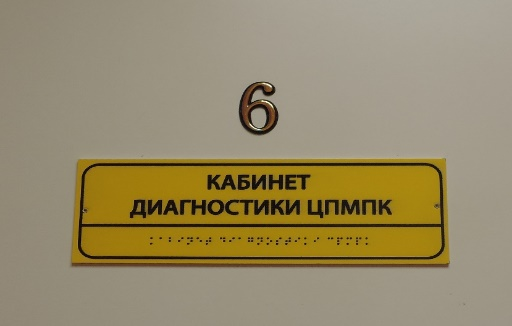 6
КАБИНЕТ
ДИАГНОСТИКИ ЦПМПК
⠅⠁⠃⠊⠝⠑⠞ ⠙⠊⠁⠛⠝⠕⠎⠞⠊⠅⠊ ⠉⠏⠍⠏⠅